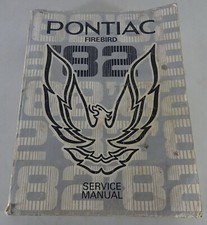 PONTIAC
FIREBIRD
'82
SERVICE
MANUAL